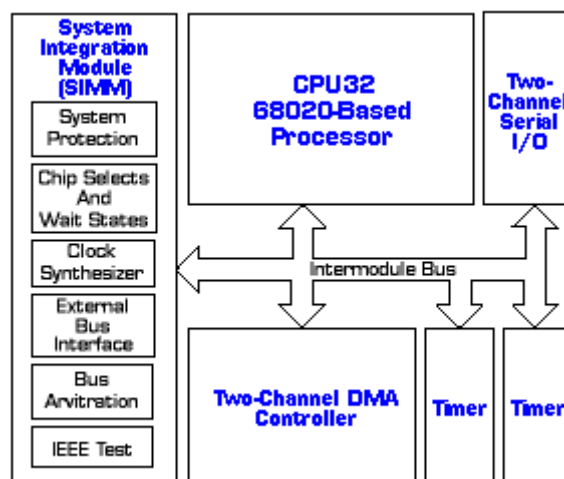 System
Integration
Module
(SIMM)
System
Protection
Chip Selects
And
Wait States
Clock
Synthesizer
External
Bus
Interface
Bus
Arvitration
IEEE Test
CPU32
68020-Based
Processor
Two-
Channel
Serial
I/O
Intermodule Bus
Two-Channel DMA
Controller
Timer
Timer